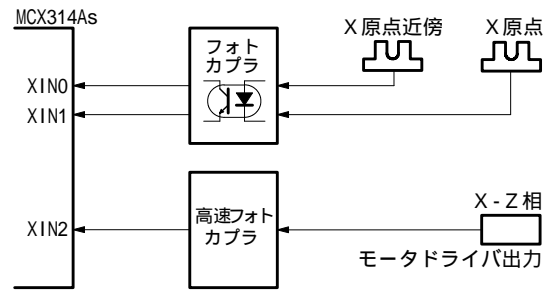 MCX314As
X原点近傍
X原点
フォト
カプラ
XIN0
XIN1
X-Z相
高速フォト
カプラ
XIN2
モータドライバ出力